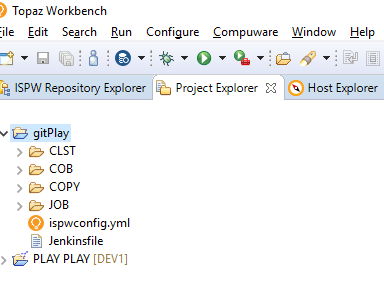 Topaz Workbench
File Edit Search Run Configure Compuware Window Help
ISPW Repository Explorer Project Explorer Host Explorer
gitPlay
CLST
COB
COPY
JOB
ispwconfig.yml
Jenkinsfile
PLAY PLAY [DEV1]